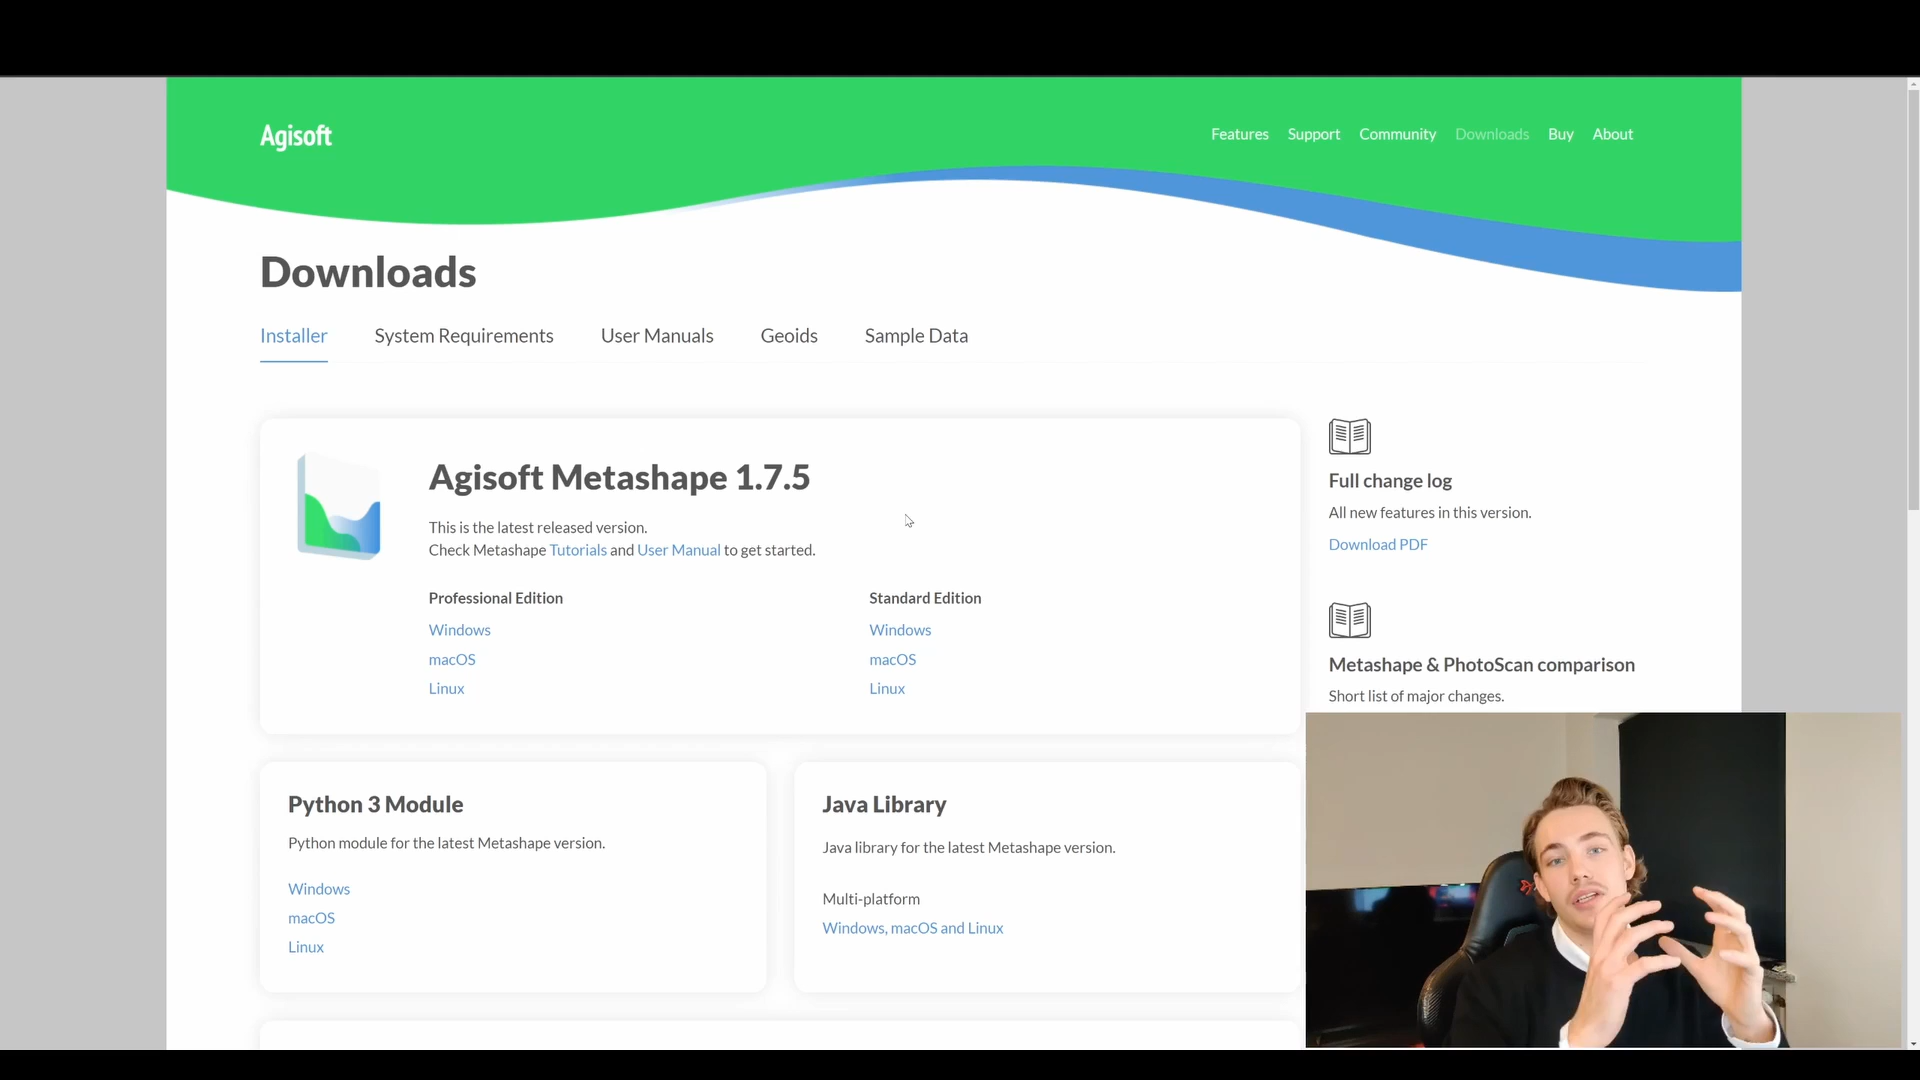 Agisoft
Features Support Community Downloads Buy About
Downloads
Installer System Requirements User Manuals Geoids Sample Data
Agisoft Metashape 1.7.5
This is the latest released version.
Check Metashape Tutorials and User Manual to get started.
Professional Edition
Windows
macOS
Linux
Standard Edition
Windows
macOS
Linux
Full change log
All new features in this version.
Download PDF
Metashape & PhotoScan comparison
Short list of major changes.
Python 3 Module
Python module for the latest Metashape version.
Windows
macOS
Linux
Java Library
Java library for the latest Metashape version.
Multi-platform
Windows, macOS and Linux